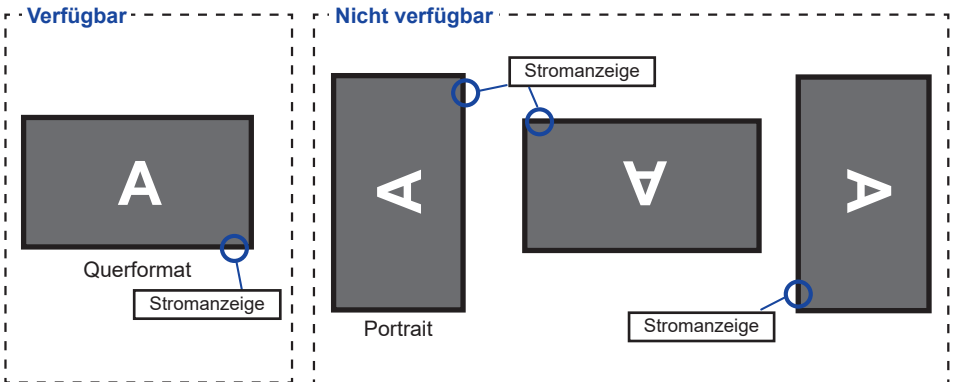 Verfügbar
Nicht verfügbar
A
Querformat
Stromanzeige
A
Portrait
Stromanzeige
A
A
Stromanzeige